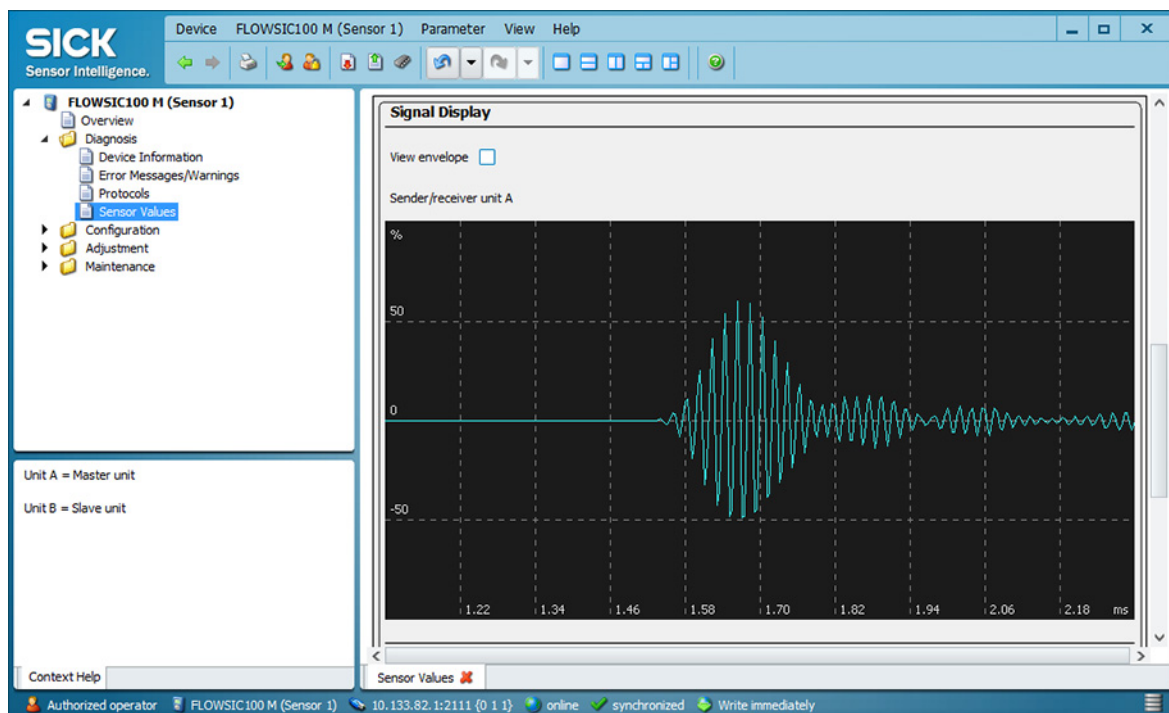 SICK
Sensor Intelligence.
Device FLOWSIC100 M (Sensor 1) Parameter View Help
FLOWSIC100 M (Sensor 1)
Overview
Diagnosis
Device Information
Error Messages/Warnings
Protocols
Sensor Values
Configuration
Adjustment
Maintenance
Unit A = Master unit
Unit B = Slave unit
Context Help
Signal Display
View envelope
Sender/receiver unit A
%
50
0
-50
1.22 1.34 1.46 1.58 1.70 1.82 1.94 2.06 2.18 ms
Sensor Values
Authorized operator FLOWSIC100 M (Sensor 1) 10.133.82.1:2111 {0 1 1} online synchronized Write immediately